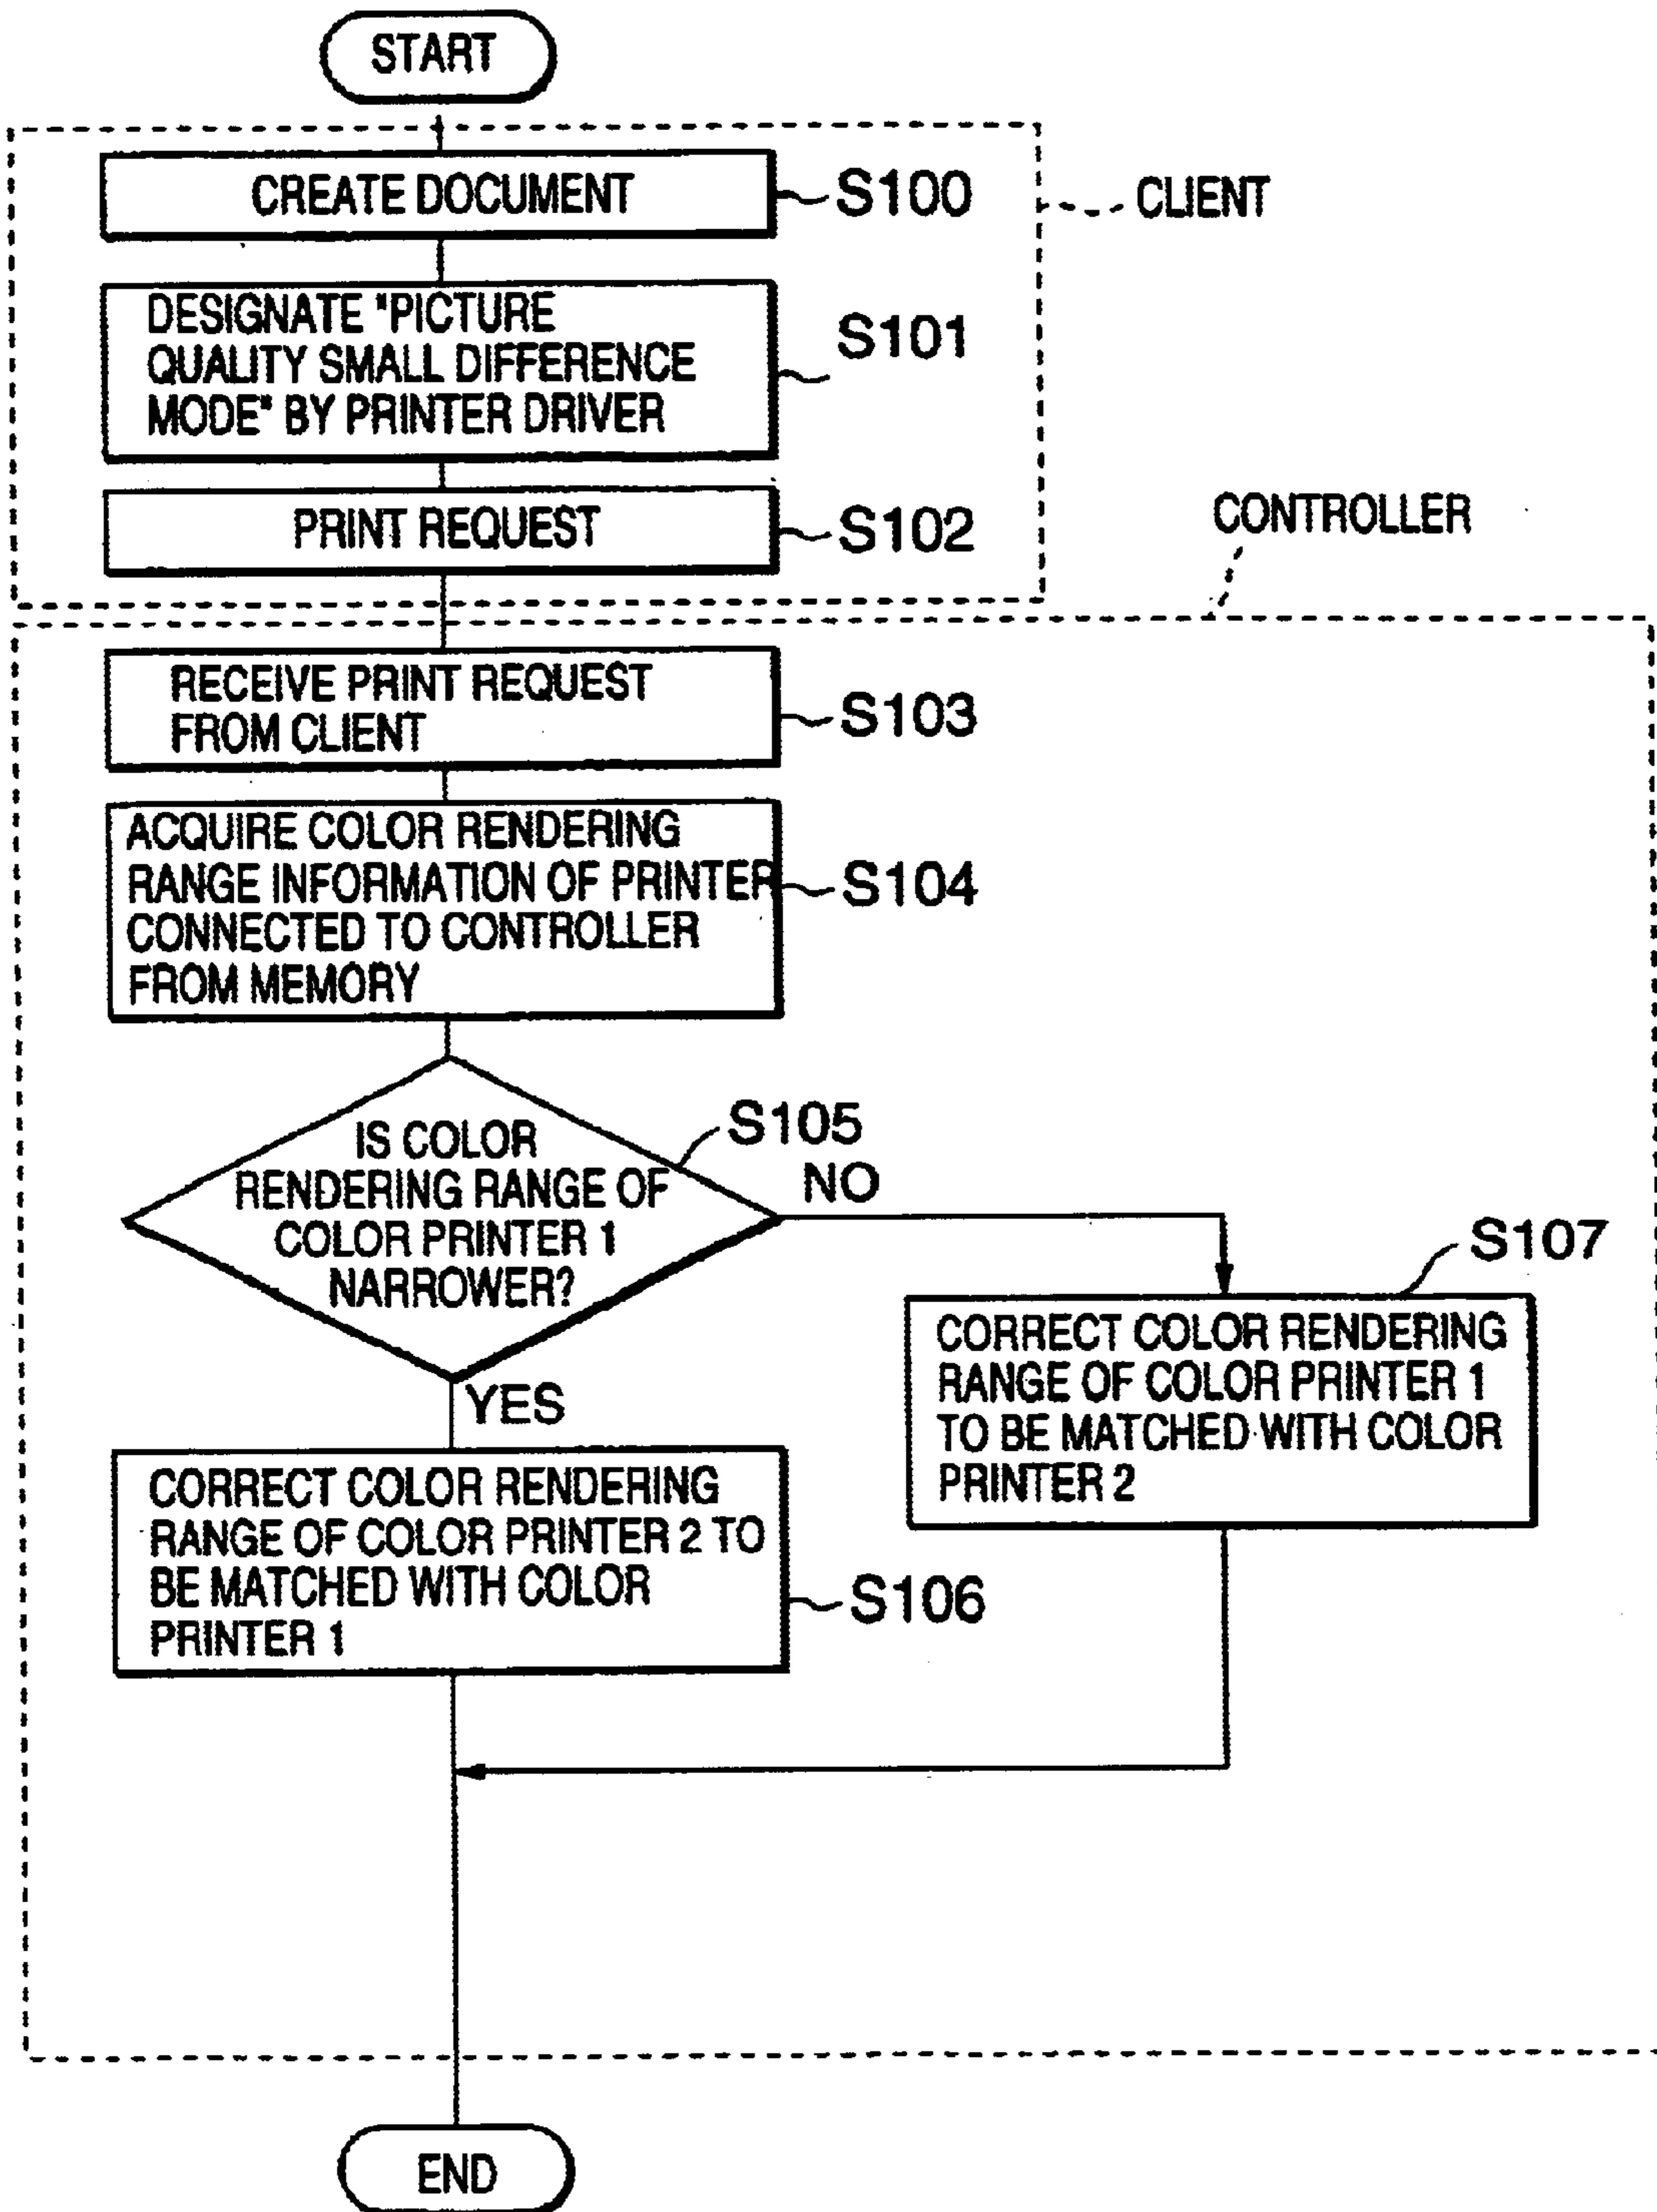 START
CREATE DOCUMENT
S100
CLIENT
DESIGNATE "PICTURE
QUALITY SMALL DIFFERENCE
MODE" BY PRINTER DRIVER
S101
PRINT REQUEST
S102
CONTROLLER
RECEIVE PRINT REQUEST
FROM CLIENT
S103
ACQUIRE COLOR RENDERING
RANGE INFORMATION OF PRINTER
CONNECTED TO CONTROLLER
FROM MEMORY
S104
IS COLOR
RENDERING RANGE OF
COLOR PRINTER 1
NARROWER?
S105
NO
YES
S107
CORRECT COLOR RENDERING
RANGE OF COLOR PRINTER 1
TO BE MATCHED WITH COLOR
PRINTER 2
CORRECT COLOR RENDERING
RANGE OF COLOR PRINTER 2 TO
BE MATCHED WITH COLOR
PRINTER 1
S106
END